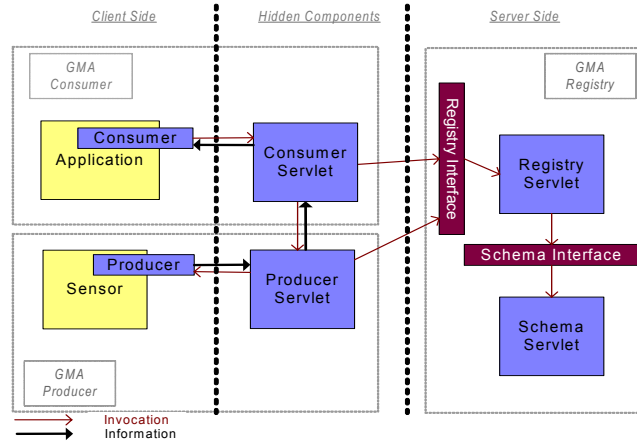 Client Side
Hidden Components
Server Side
GMA
Consumer
GMA
Registry
Consumer
Application
Consumer
Servlet
Registry Interface
Registry
Servlet
Schema Interface
Producer
Sensor
Producer
Servlet
Schema
Servlet
GMA
Producer
Invocation
Information